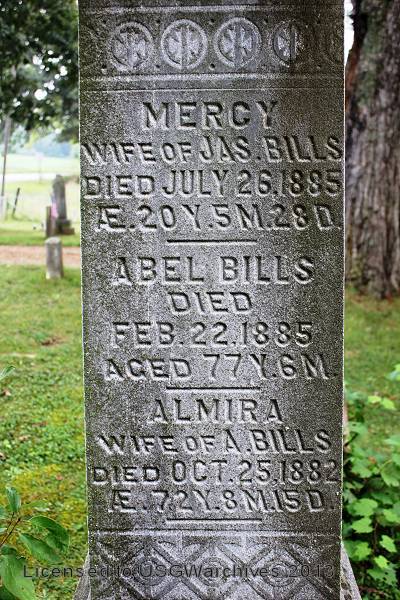 MERCY
WIFE OF JAS. BILLS
DIED JULY 26.1885
Æ. 20Y. 5M. 28D.
ABEL BILLS
DIED
FEB. 22.1885
AGED 77Y. 6M.
ALMIRA
WIFE OF A. BILLS
DIED OCT. 25.1882
Æ. 72Y. 8M. 15D.
Licensed to USGWarchives 2013